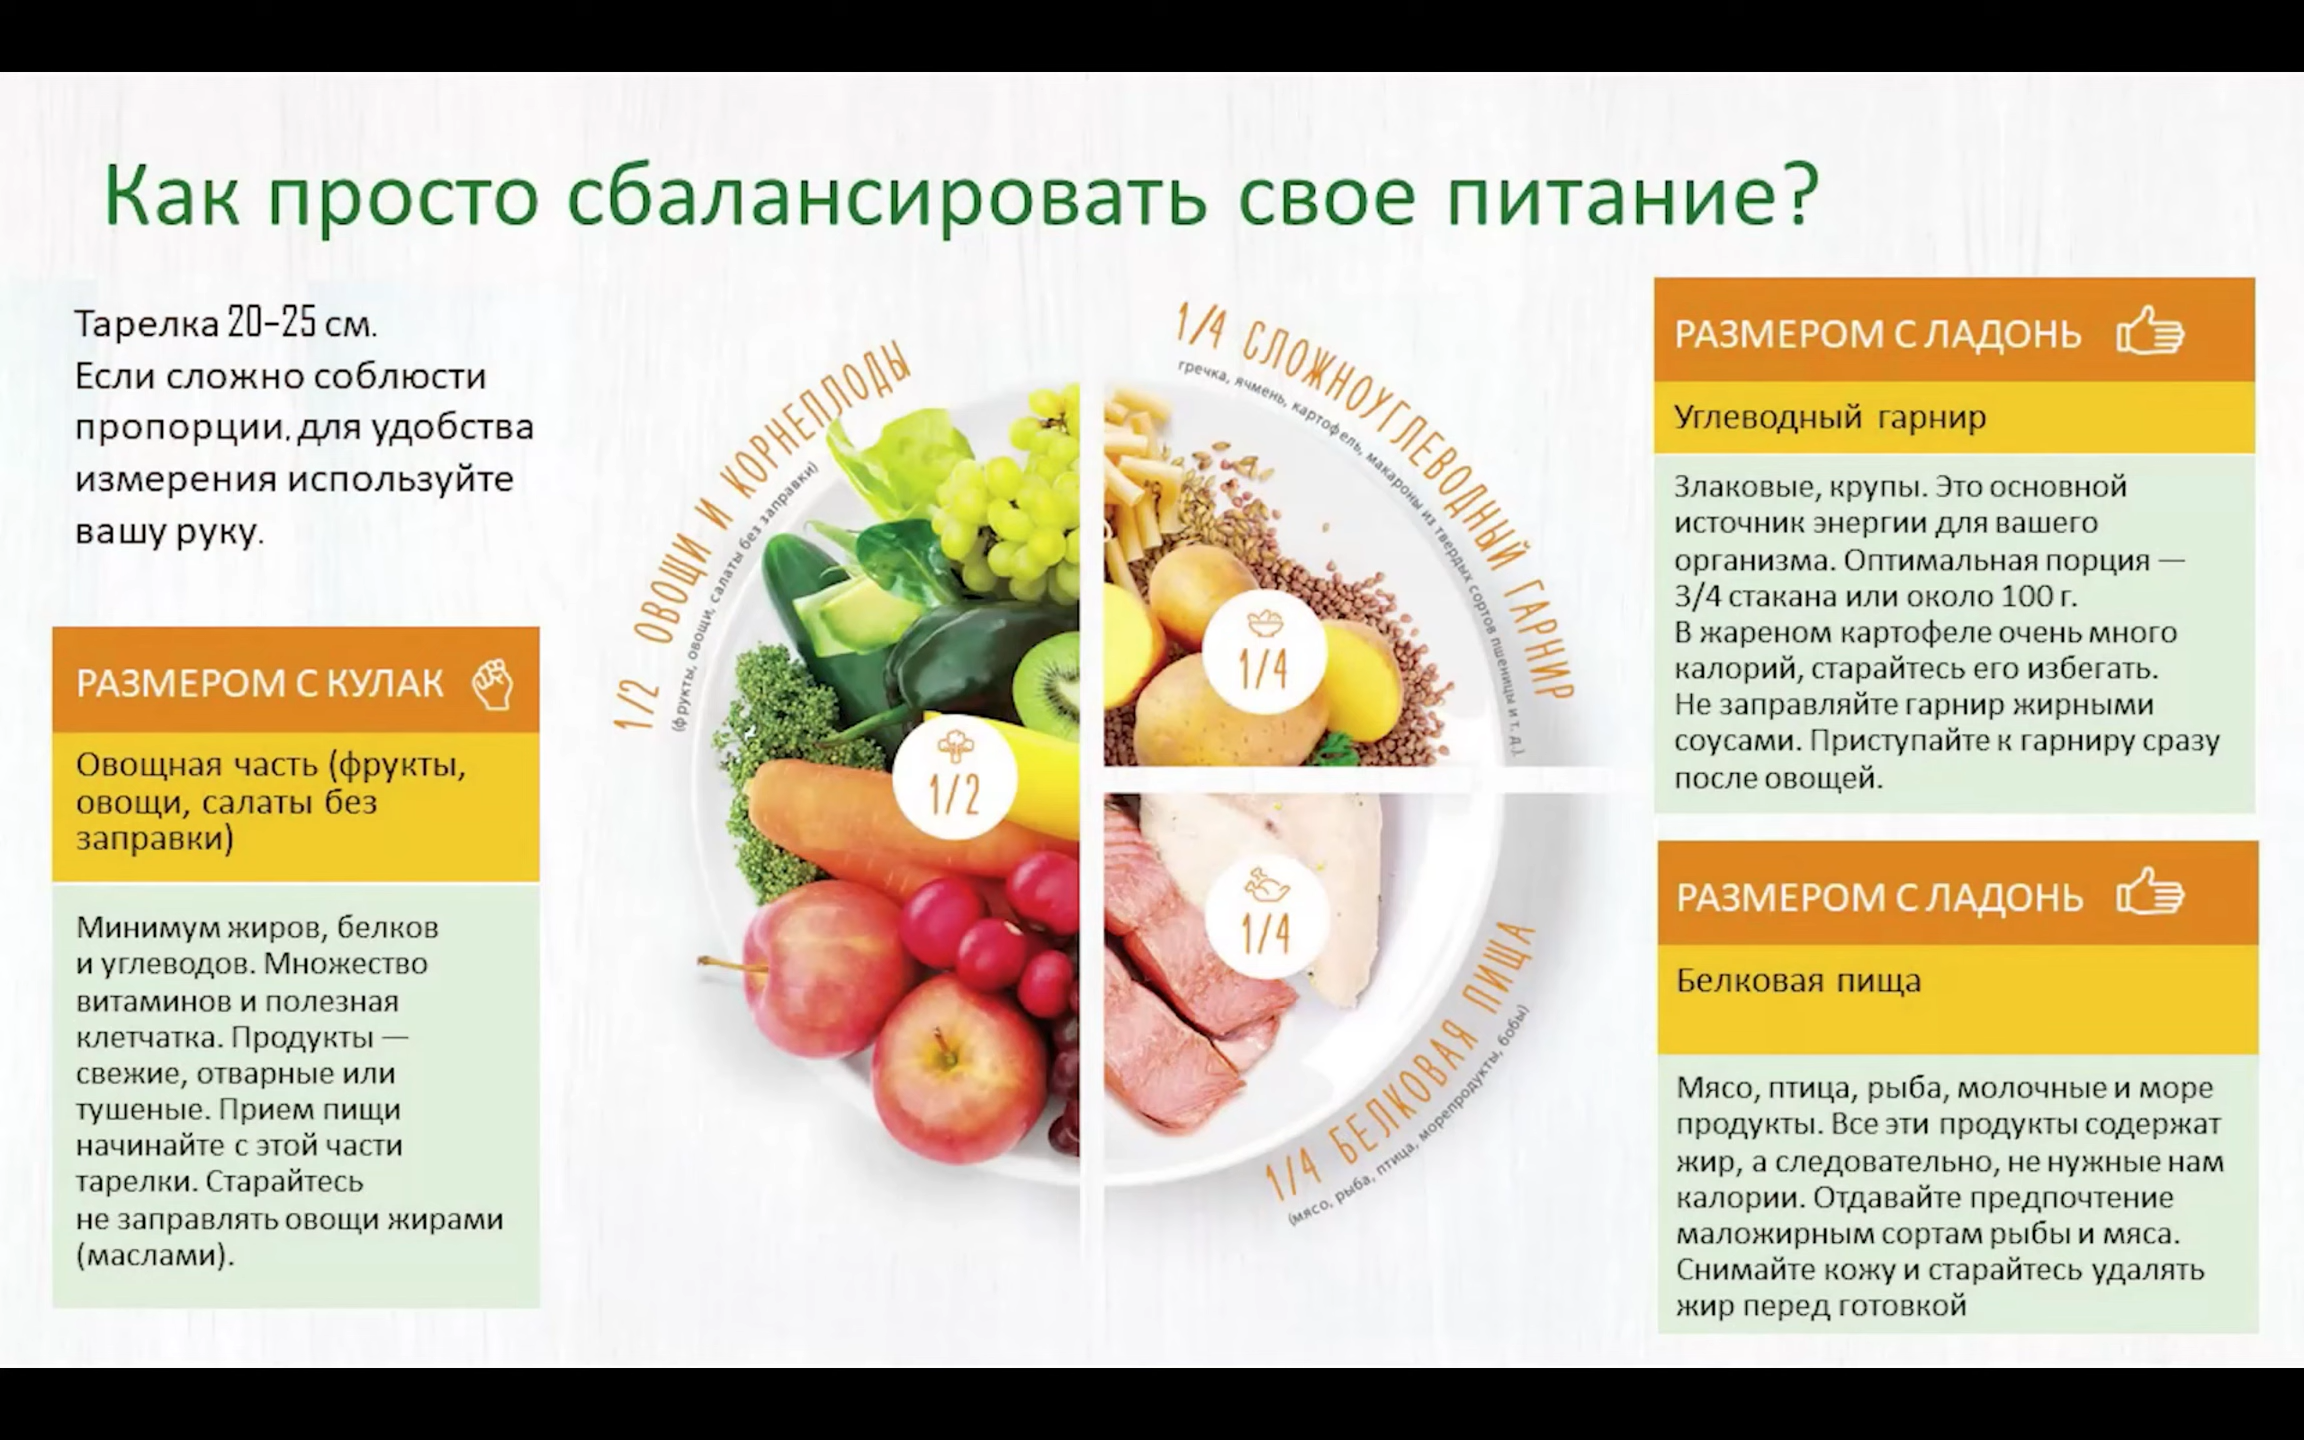 Как просто сбалансировать свое питание?
Тарелка 20-25 см.
Если сложно соблюсти
пропорции, для удобства
измерения используйте
вашу руку.
РАЗМЕРОМ С КУЛАК
Овощная часть (фрукты,
овощи, салаты без
заправки)
Минимум жиров, белков
и углеводов. Множество
витаминов и полезная
клетчатка. Продукты —
свежие, отварные или
тушеные. Прием пищи
начинайте с этой части
тарелки. Старайтесь
не заправлять овощи жирами
(маслами).
1/2 ОВОЩИ И КОРНЕПЛОДЫ
(фрукты, овощи, салаты без заправки)
1/2
1/4 СЛОЖНОУГЛЕВОДНЫЙ ГАРНИР
гречка, ячмень, картофель, макароны из твердых сортов пшеницы и т. д.).
1/4
1/4
1/4 БЕЛКОВАЯ ПИЩА
(мясо, рыба, птица, морепродукты, бобы)
РАЗМЕРОМ С ЛАДОНЬ
Углеводный гарнир
Злаковые, крупы. Это основной
источник энергии для вашего
организма. Оптимальная порция —
3/4 стакана или около 100 г.
В жареном картофеле очень много
калорий, старайтесь его избегать.
Не заправляйте гарнир жирными
соусами. Приступайте к гарниру сразу
после овощей.
РАЗМЕРОМ С ЛАДОНЬ
Белковая пища
Мясо, птица, рыба, молочные и море
продукты. Все эти продукты содержат
жир, а следовательно, не нужные нам
калории. Отдавайте предпочтение
маложирным сортам рыбы и мяса.
Снимайте кожу и старайтесь удалять
жир перед готовкой